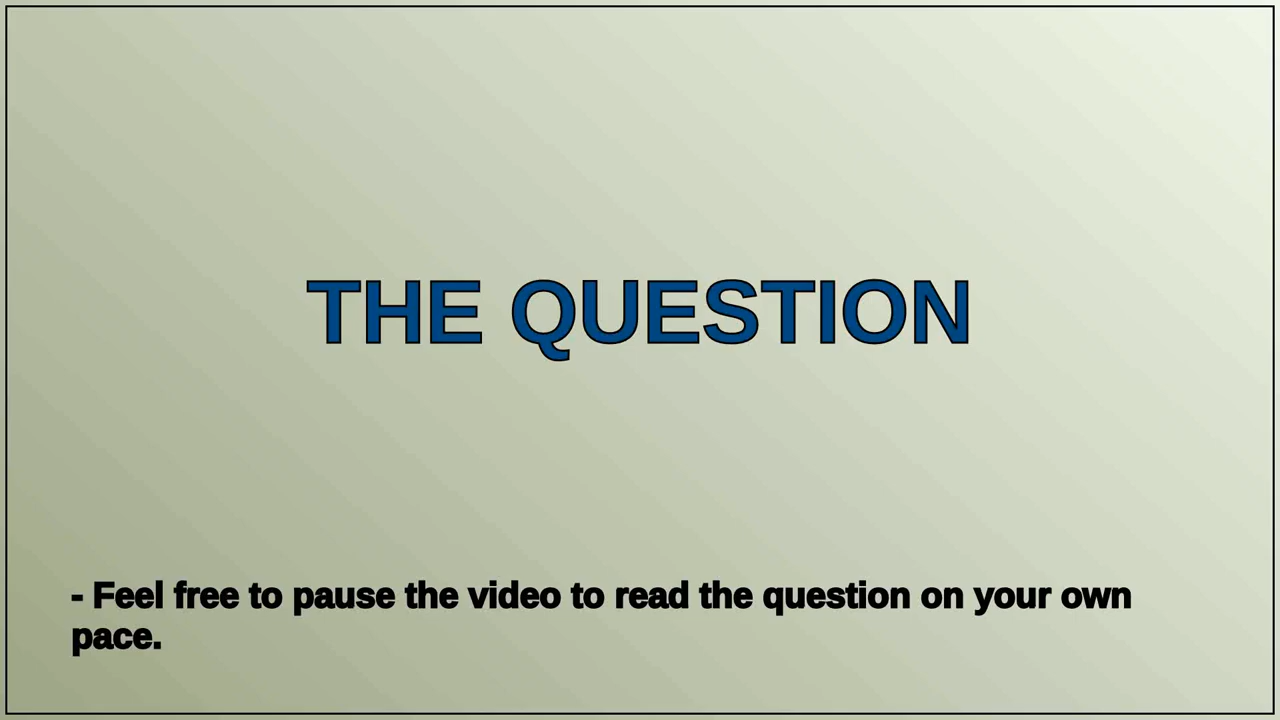 THE QUESTION
- Feel free to pause the video to read the question on your own
pace.